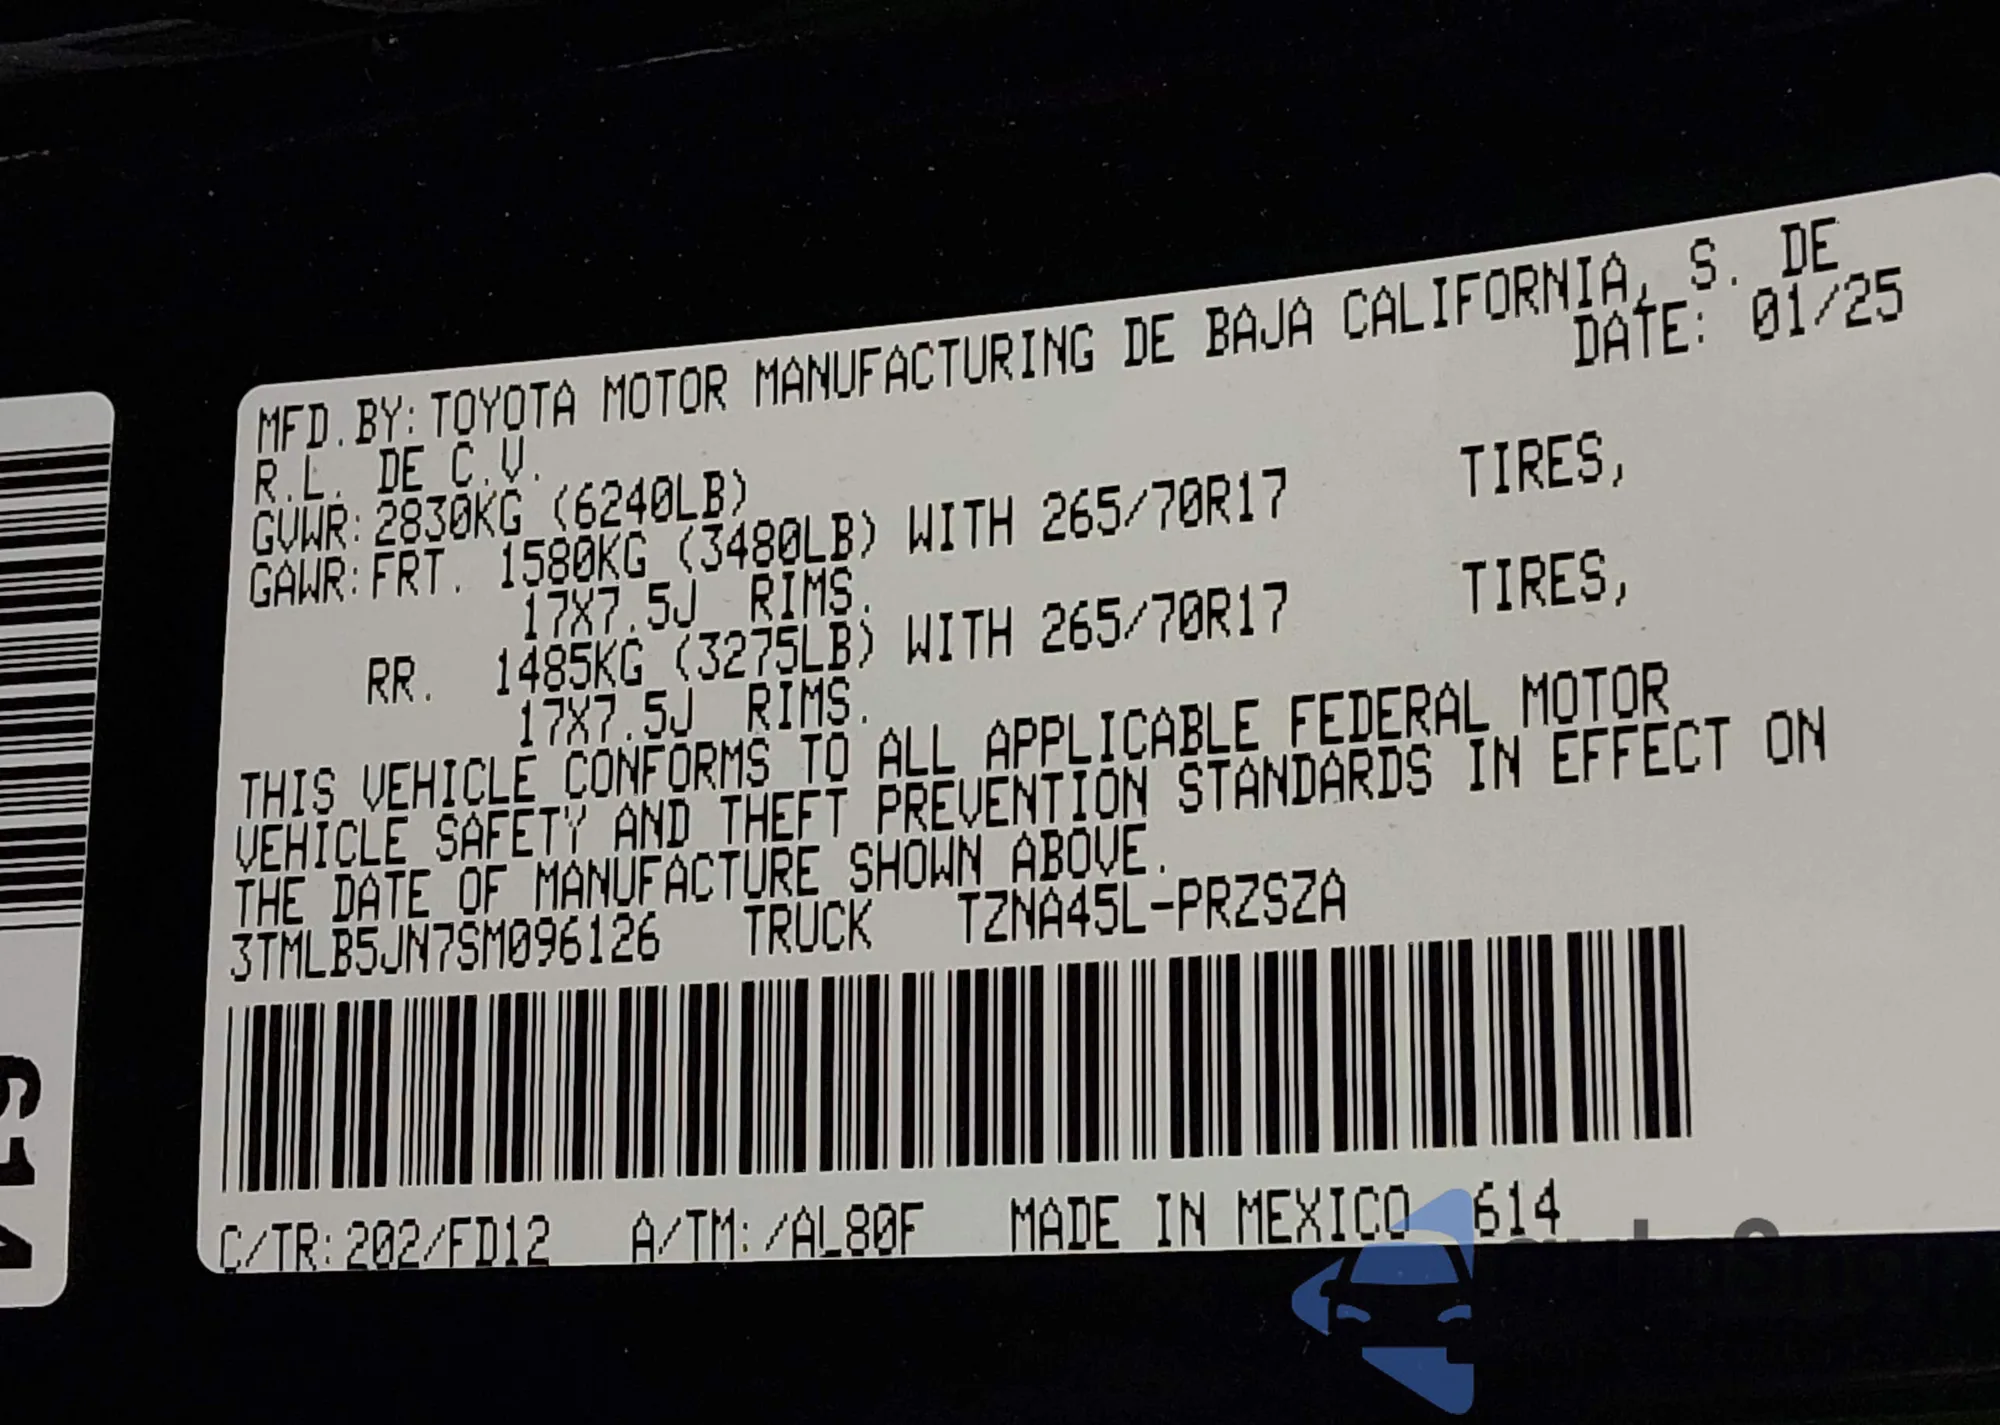 MFD.BY:TOYOTA MOTOR MANUFACTURING DE BAJA CALIFORNIA, S. DE
R.L. DE C.V. DATE: 01/25
GVWR:2830KG (6240LB)
GAWR:FRT. 1580KG (3480LB) WITH 265/70R17 TIRES,
17X7.5J RIMS.
RR. 1485KG (3275LB) WITH 265/70R17 TIRES,
17X7.5J RIMS.
THIS VEHICLE CONFORMS TO ALL APPLICABLE FEDERAL MOTOR
VEHICLE SAFETY AND THEFT PREVENTION STANDARDS IN EFFECT ON
THE DATE OF MANUFACTURE SHOWN ABOVE.
3TMLB5JN7SM096126 TRUCK TZNA45L-PRZSZA
C/TR:202/FD12 A/TM:/AL80F MADE IN MEXICO 614
614